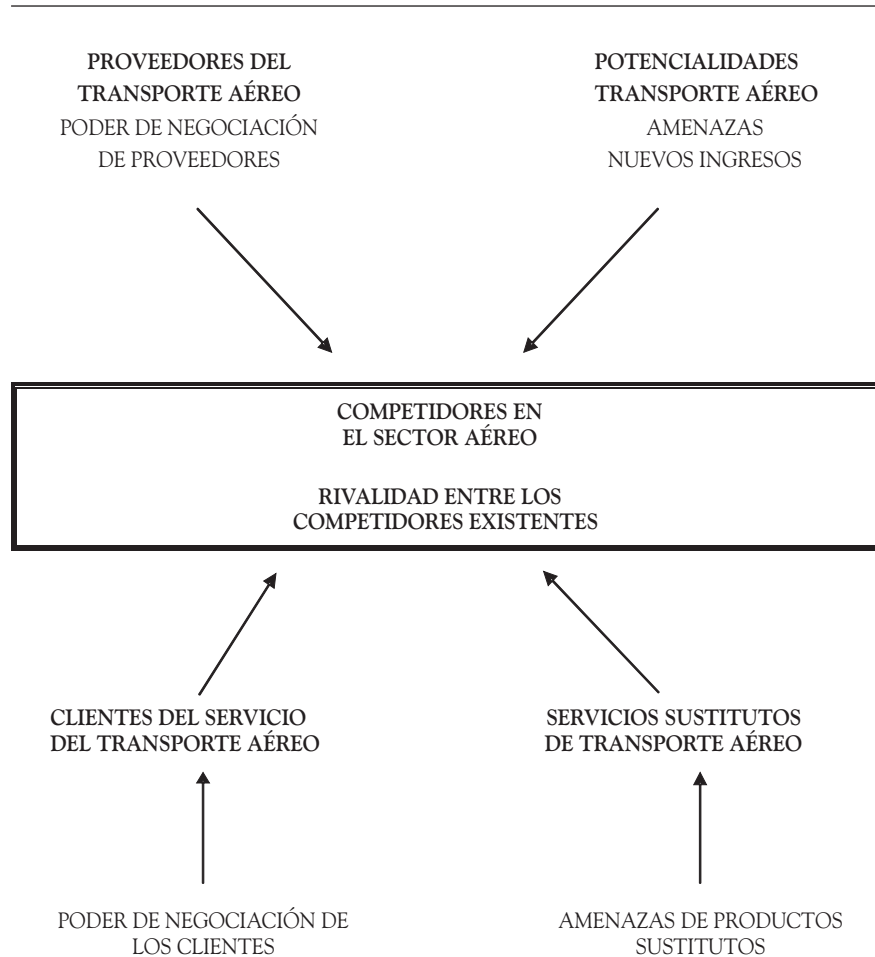 PROVEEDORES DEL
TRANSPORTE AÉREO
PODER DE NEGOCIACIÓN
DE PROVEEDORES
POTENCIALIDADES
TRANSPORTE AÉREO
AMENAZAS
NUEVOS INGRESOS
COMPETIDORES EN
EL SECTOR AÉREO
RIVALIDAD ENTRE LOS
COMPETIDORES EXISTENTES
CLIENTES DEL SERVICIO
DEL TRANSPORTE AÉREO
SERVICIOS SUSTITUTOS
DE TRANSPORTE AÉREO
PODER DE NEGOCIACIÓN DE
LOS CLIENTES
AMENAZAS DE PRODUCTOS
SUSTITUTOS